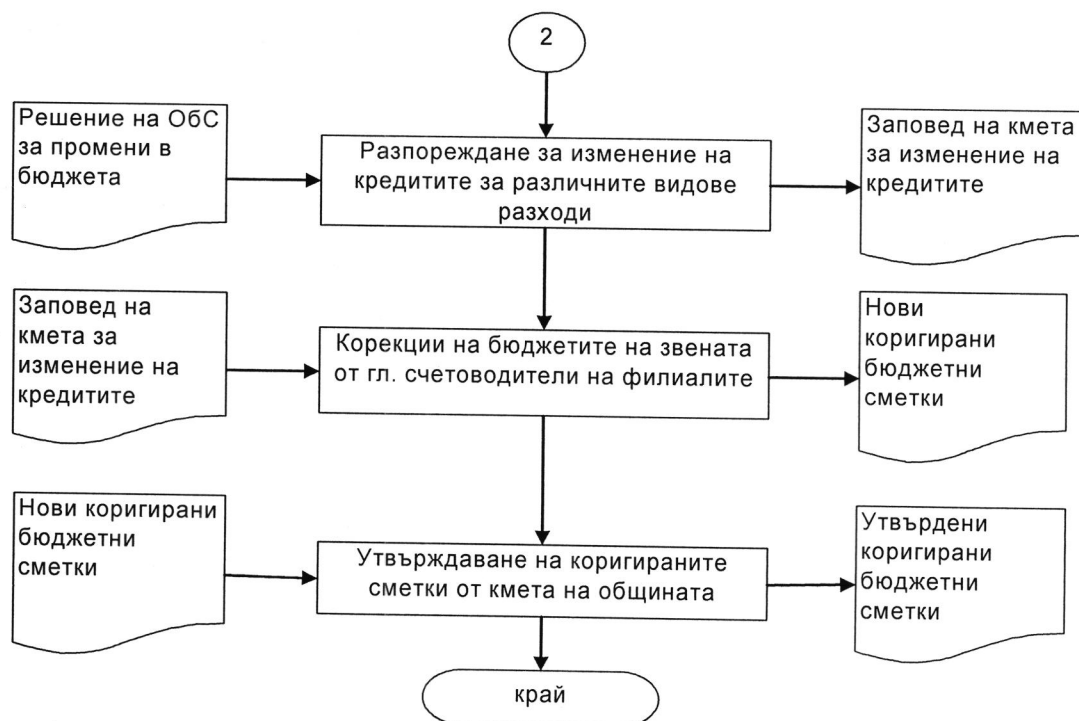 2
Решение на ОбС
за промени в
бюджета
Разпореждане за изменение на
кредитите за различните видове
разходи
Заповед на кмета
за изменение на
кредитите
Заповед на
кмета за
изменение на
кредитите
Корекции на бюджетите на звената
от гл. счетоводители на филиалите
Нови
коригирани
бюджетни
сметки
Нови коригирани
бюджетни
сметки
Утвърждаване на коригираните
сметки от кмета на общината
Утвърдени
коригирани
бюджетни
сметки
край